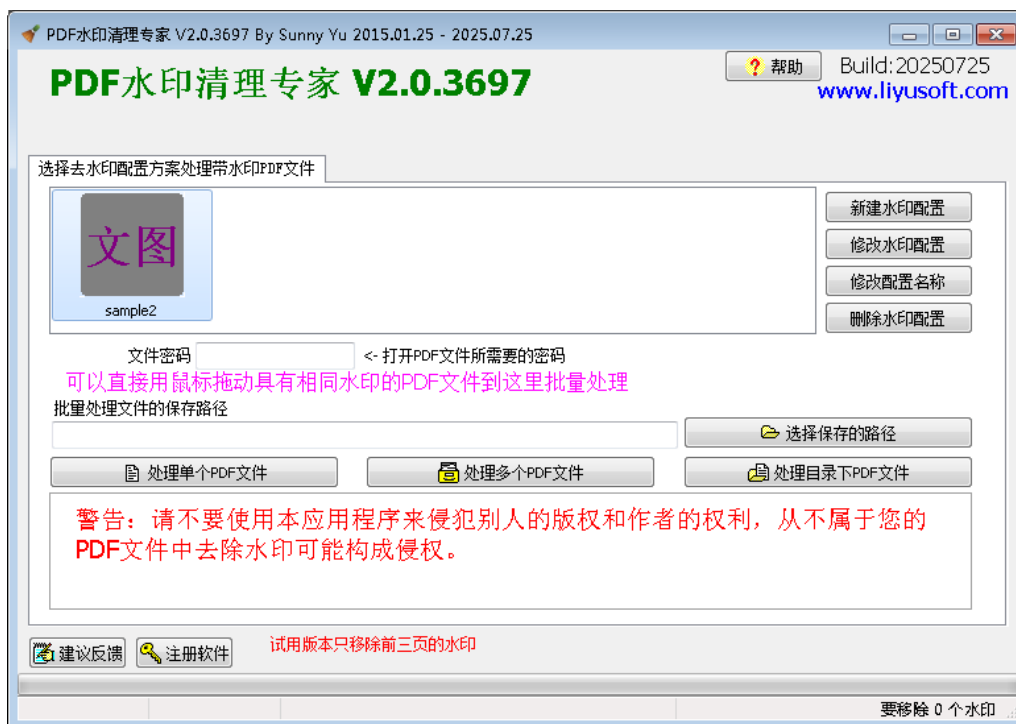 PDF水印清理专家 V2.0.3697 By Sunny Yu 2015.01.25 - 2025.07.25
PDF水印清理专家 V2.0.3697
帮助
Build:20250725
www.liyusoft.com
选择去水印配置方案处理带水印PDF文件
文图
sample2
新建水印配置
修改水印配置
修改配置名称
删除水印配置
文件密码 <- 打开PDF文件所需要的密码
可以直接用鼠标拖动具有相同水印的PDF文件到这里批量处理
批量处理文件的保存路径
选择保存的路径
处理单个PDF文件 处理多个PDF文件 处理目录下PDF文件
警告：请不要使用本应用程序来侵犯别人的版权和作者的权利，从不属于您的
PDF文件中去除水印可能构成侵权。
建议反馈 注册软件 试用版本只移除前三页的水印
要移除 0 个水印